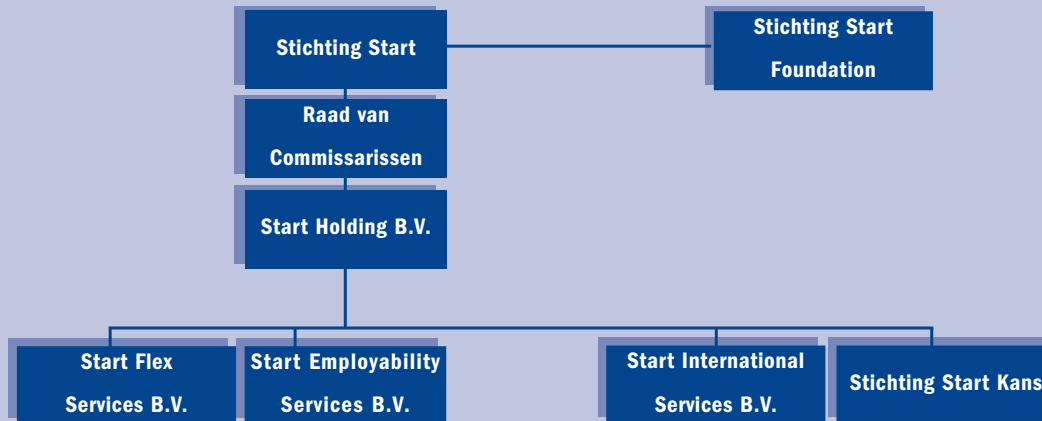 Stichting Start
Stichting Start
Foundation
Raad van
Commissarissen
Start Holding B.V.
Start Flex
Services B.V.
Start Employability
Services B.V.
Start International
Services B.V.
Stichting Start Kans